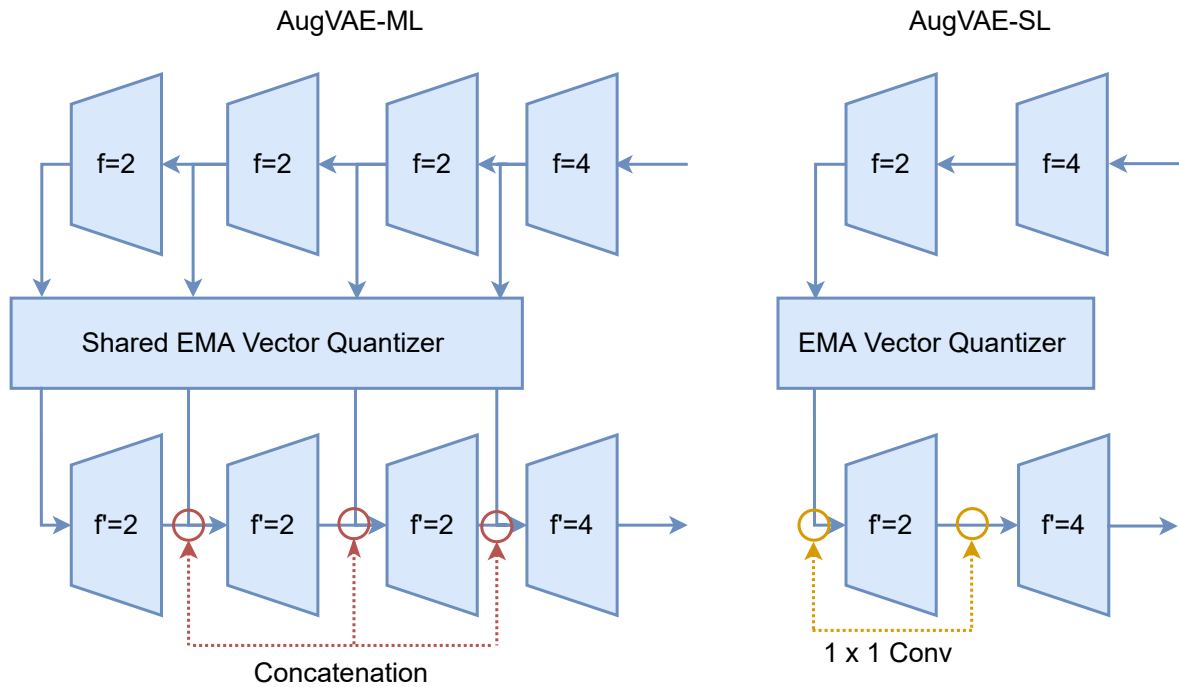 AugVAE-ML
AugVAE-SL
f=2
f=2
f=2
f=4
f=2
f=4
Shared EMA Vector Quantizer
EMA Vector Quantizer
f'=2
f'=2
f'=2
f'=4
f'=2
f'=4
Concatenation
1 x 1 Conv